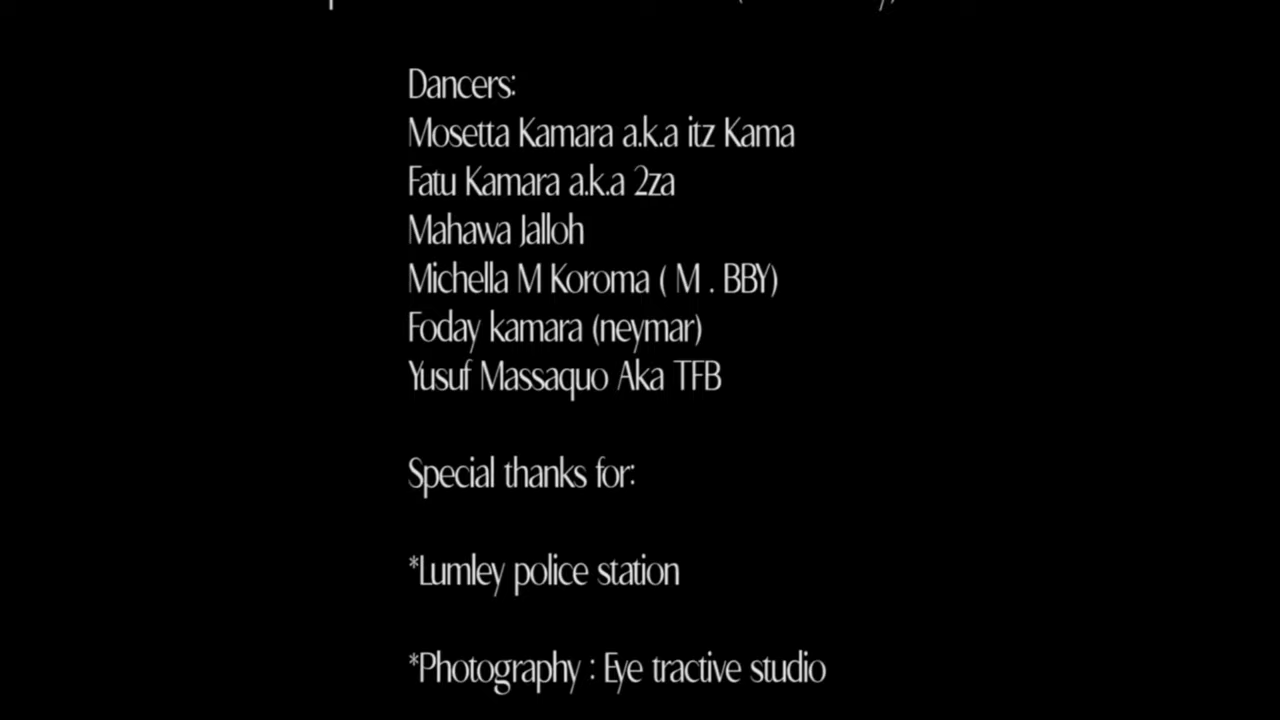 Dancers:
Mosetta Kamara a.k.a itz Kama
Fatu Kamara a.k.a 2za
Mahawa Jalloh
Michella M Koroma ( M . BBY)
Foday kamara (neymar)
Yusuf Massaquo Aka TFB
Special thanks for:
*Lumley police station
*Photography : Eye tractive studio